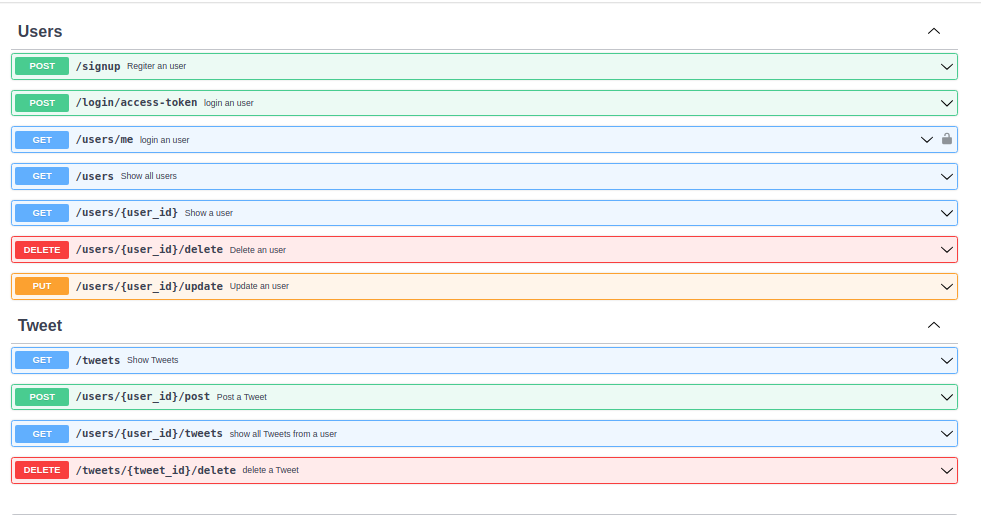 Users
POST /signup Regiter an user
POST /login/access-token login an user
GET /users/me login an user
GET /users Show all users
GET /users/{user_id} Show a user
DELETE /users/{user_id}/delete Delete an user
PUT /users/{user_id}/update Update an user
Tweet
GET /tweets Show Tweets
POST /users/{user_id}/post Post a Tweet
GET /users/{user_id}/tweets show all Tweets from a user
DELETE /tweets/{tweet_id}/delete delete a Tweet